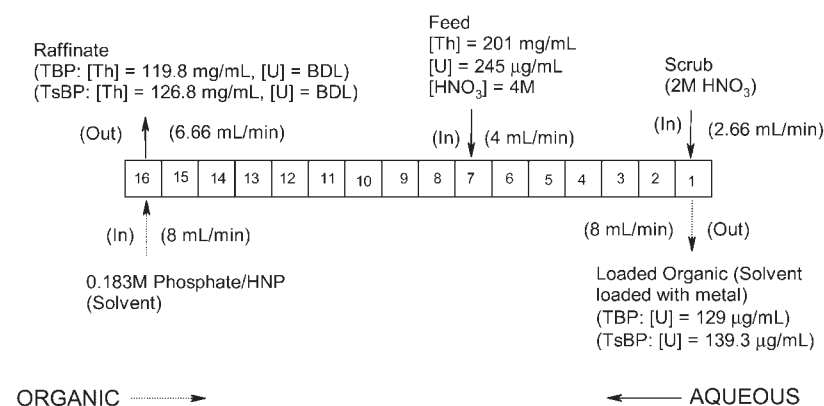 Raffinate
(TBP: [Th] = 119.8 mg/mL, [U] = BDL)
(TsBP: [Th] = 126.8 mg/mL, [U] = BDL)
(Out) (6.66 mL/min)
Feed
[Th] = 201 mg/mL
[U] = 245 μg/mL
[HNO₃] = 4M
(In) (4 mL/min)
Scrub
(2M HNO₃)
(In) (2.66 mL/min)
16 15 14 13 12 11 10 9 8 7 6 5 4 3 2 1
(In) (8 mL/min)
0.183M Phosphate/HNP
(Solvent)
(8 mL/min) (Out)
Loaded Organic (Solvent
loaded with metal)
(TBP: [U] = 129 μg/mL)
(TsBP: [U] = 139.3 μg/mL)
ORGANIC
AQUEOUS